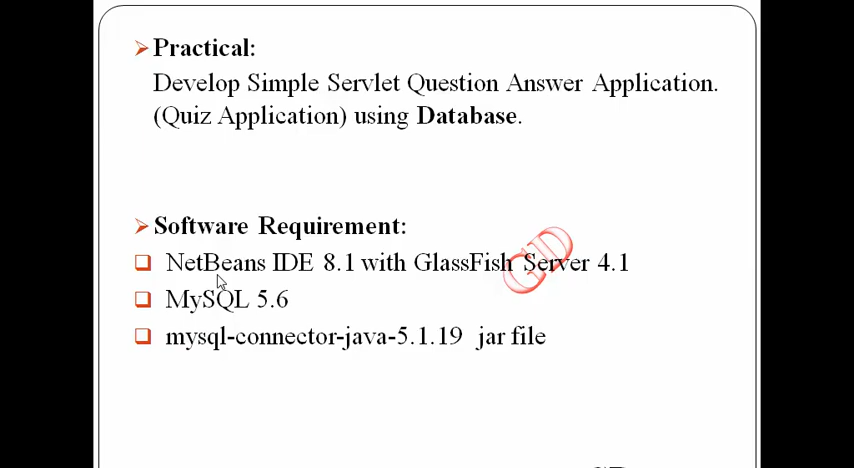 Practical:
Develop Simple Servlet Question Answer Application.
(Quiz Application) using Database.
Software Requirement:
NetBeans IDE 8.1 with GlassFish Server 4.1
GD
MySQL 5.6
mysql-connector-java-5.1.19 jar file